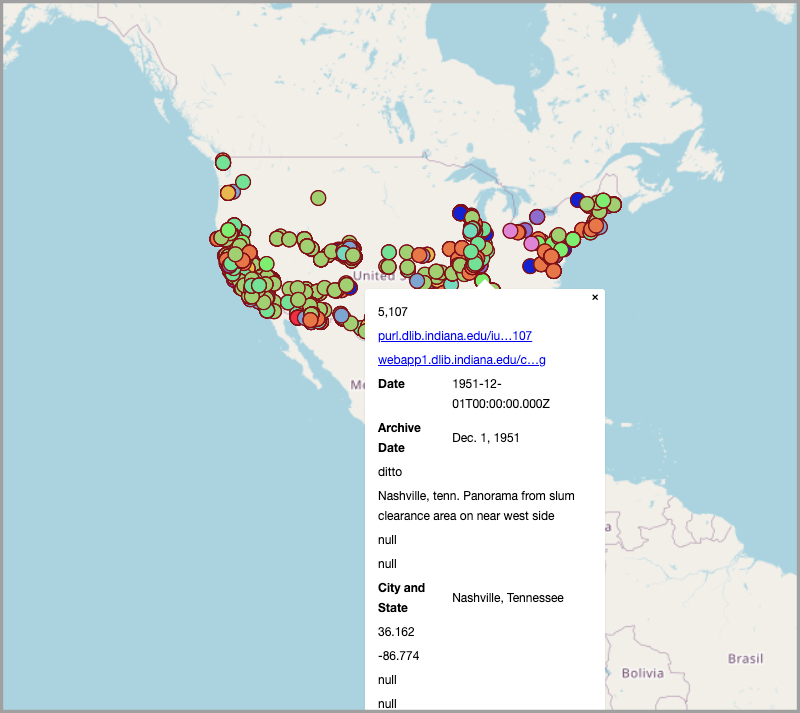 United S
×
5,107
purl.dlib.indiana.edu/iu…107
webapp1.dlib.indiana.edu/c…g
Date 1951-12-
01T00:00:00.000Z
Archive
Date Dec. 1, 1951
ditto
Nashville, tenn. Panorama from slum
clearance area on near west side
null
null
City and
State Nashville, Tennessee
36.162
-86.774
null
null
Me
a
Bolivia
Brasil